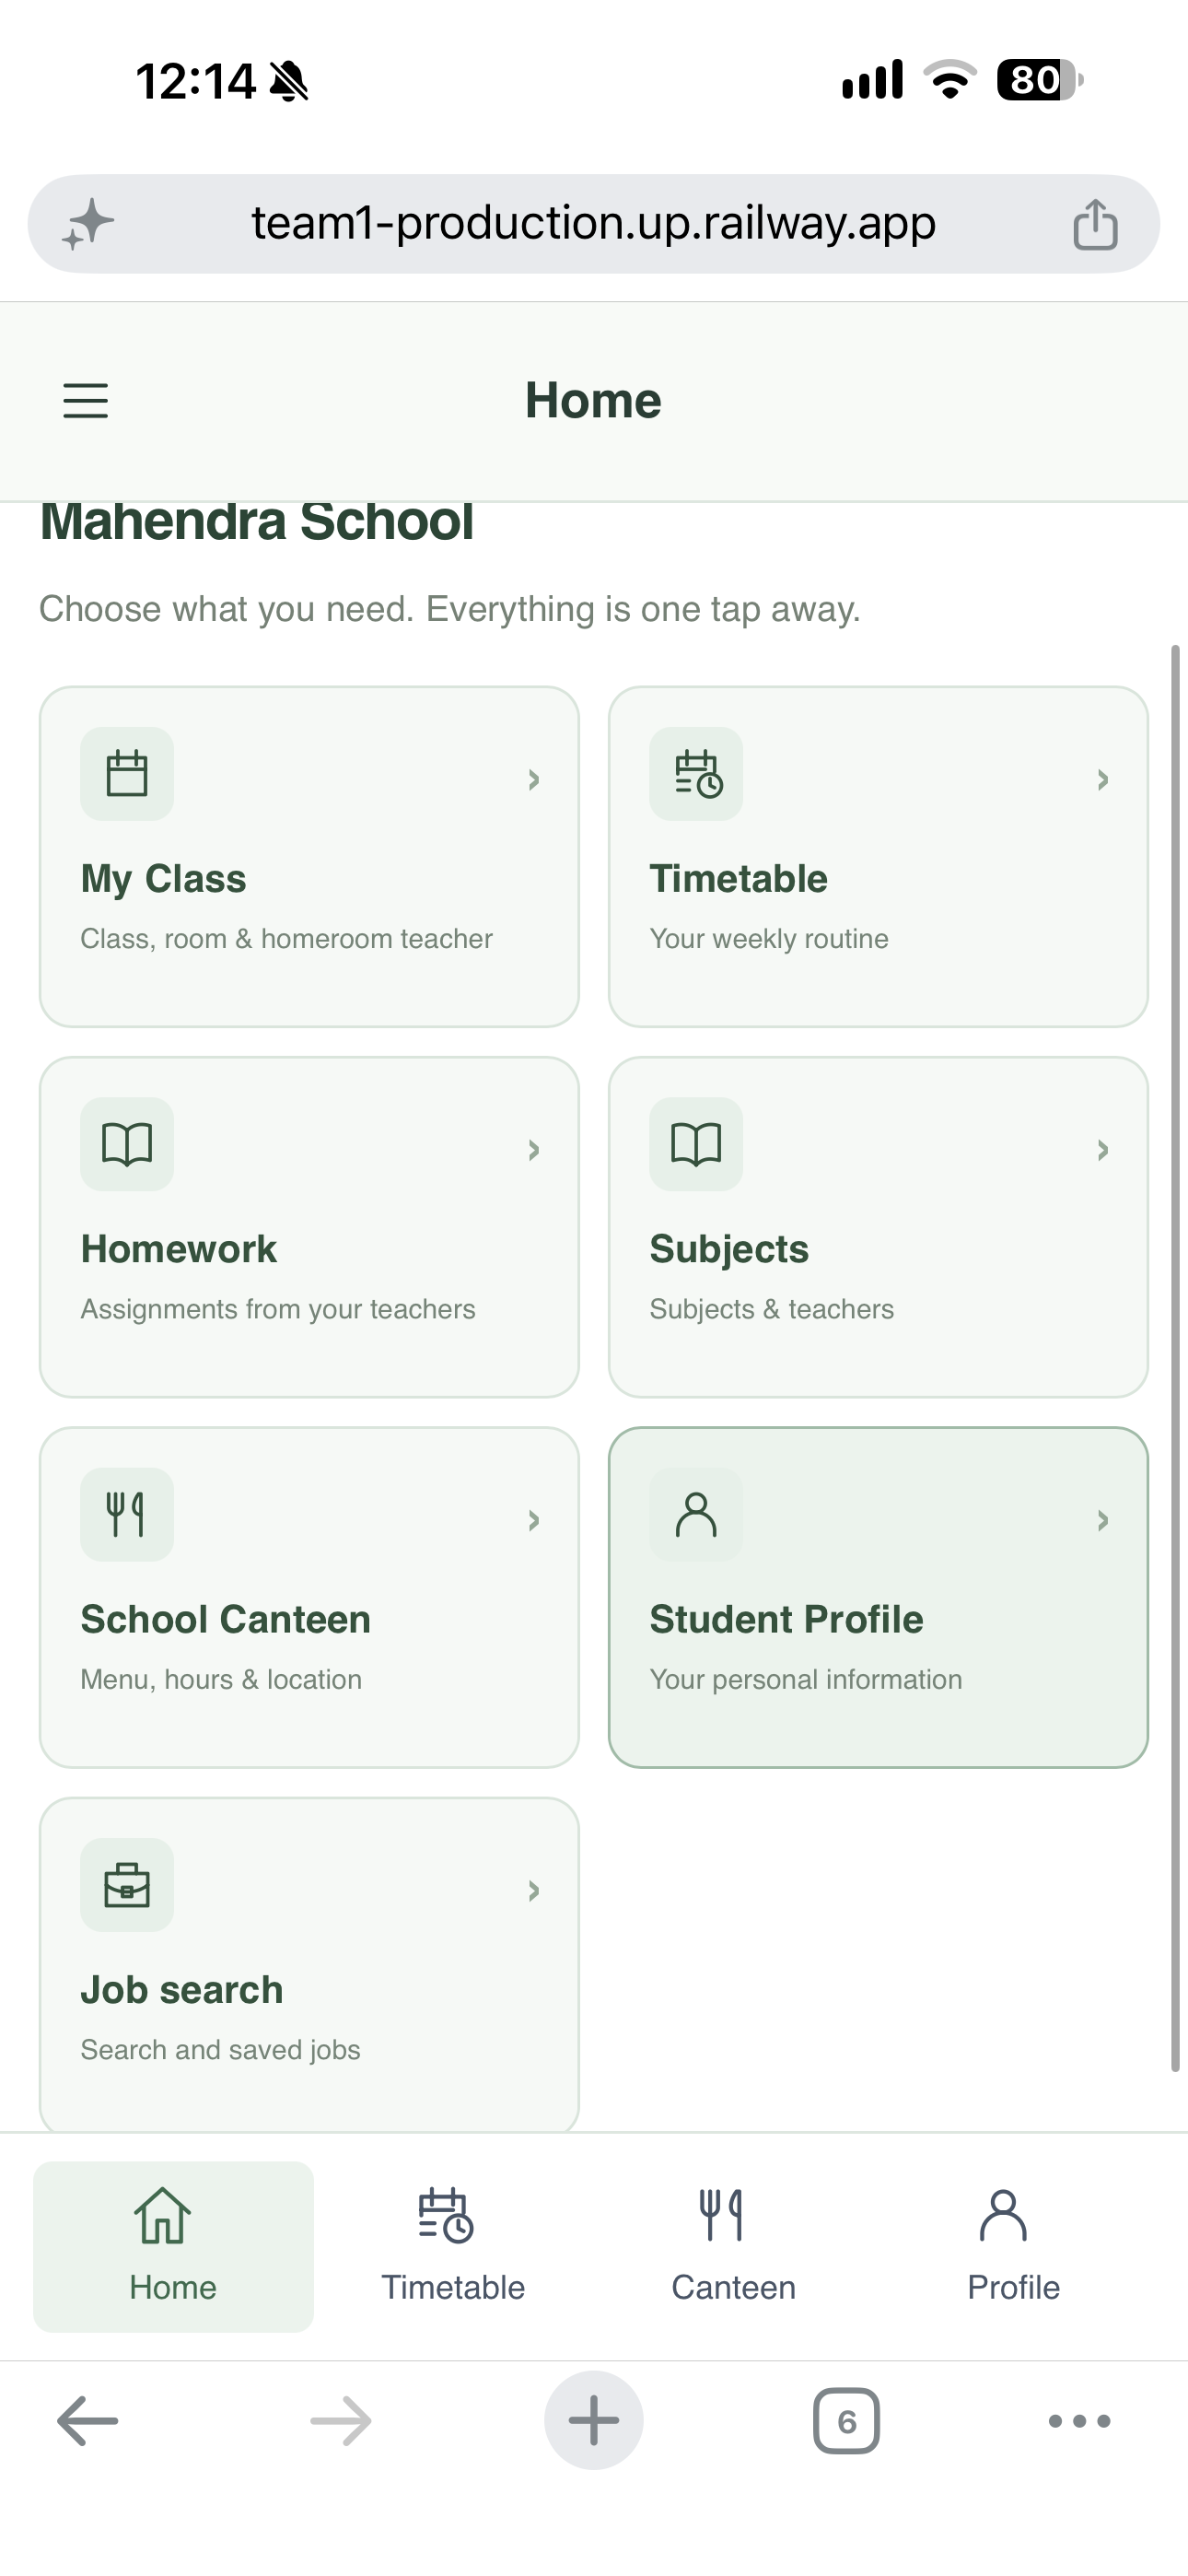 12:14
80
team1-production.up.railway.app
Home
Mahendra School
Choose what you need. Everything is one tap away.
My Class
Class, room & homeroom teacher
Timetable
Your weekly routine
Homework
Assignments from your teachers
Subjects
Subjects & teachers
School Canteen
Menu, hours & location
Student Profile
Your personal information
Job search
Search and saved jobs
Home
Timetable
Canteen
Profile
6